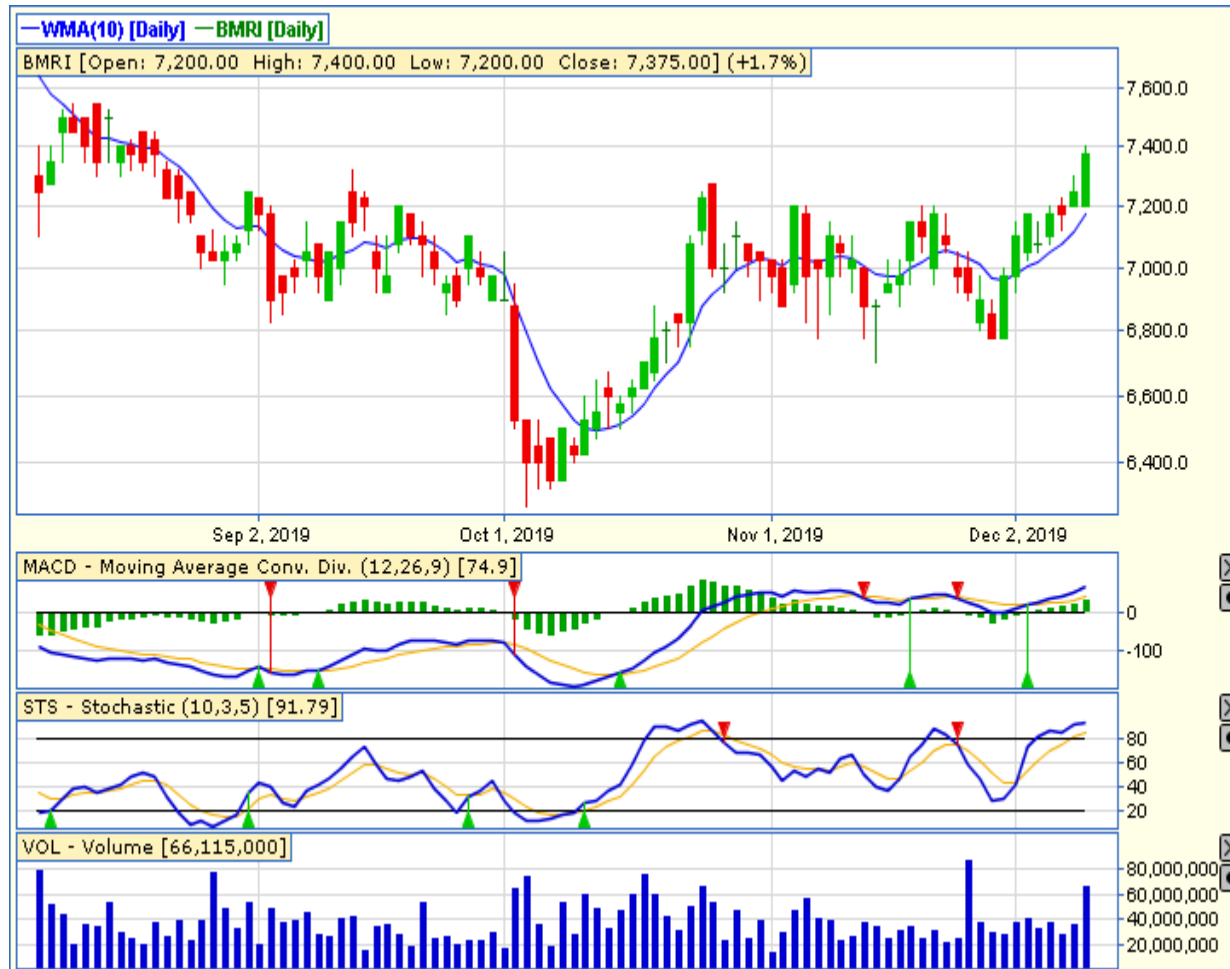 WMA(10) [Daily] BMRI [Daily]
BMRI [Open: 7,200.00 High: 7,400.00 Low: 7,200.00 Close: 7,375.00] (+1.7%)
7,600.0
7,400.0
7,200.0
7,000.0
6,800.0
6,600.0
6,400.0
Sep 2, 2019 Oct 1, 2019 Nov 1, 2019 Dec 2, 2019
MACD - Moving Average Conv. Div. (12,26,9) [74.9]
0
-100
STS - Stochastic (10,3,5) [91.79]
80
60
40
20
VOL - Volume [66,115,000]
80,000,000
60,000,000
40,000,000
20,000,000